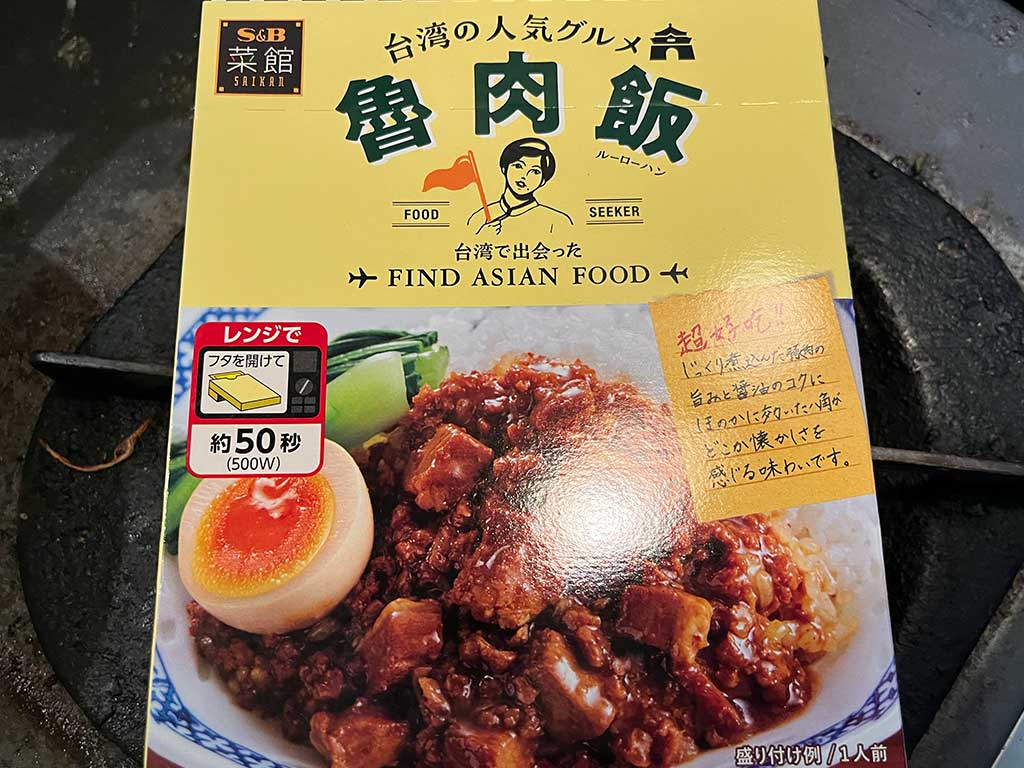 S&B
菜館
SAIKAN
台湾の人気グルメ
魯肉飯
ルーローハン
FOOD SEEKER
台湾で出会った
FIND ASIAN FOOD
レンジで
フタを開けて
約50秒
(500W)
超好吃!!
じっくり煮込んだ豚肉の
旨みと醤油のコクに
ほのかに効いた八角が
どこか懐かしさを
感じる味わいです。
盛り付け例/1人前